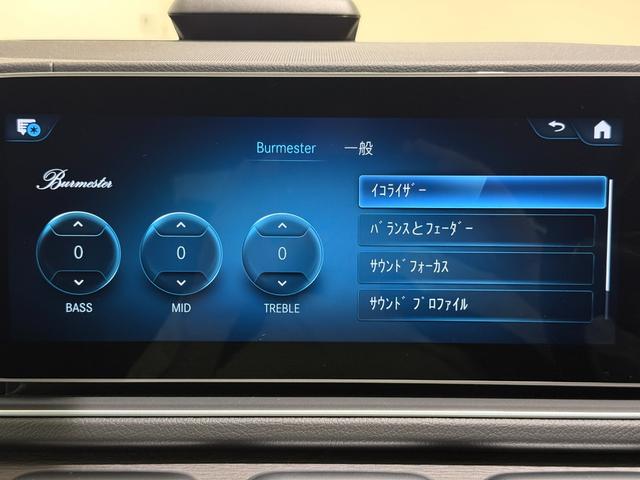 Burmester 一般
Burmester
ｲｺﾗｲｻﾞｰ
ﾊﾞﾗﾝｽとﾌｪｰﾀﾞｰ
ｻｳﾝﾄﾞﾌｫｰｶｽ
ｻｳﾝﾄﾞ ﾌﾟﾛﾌｧｲﾙ
0 0 0
BASS MID TREBLE